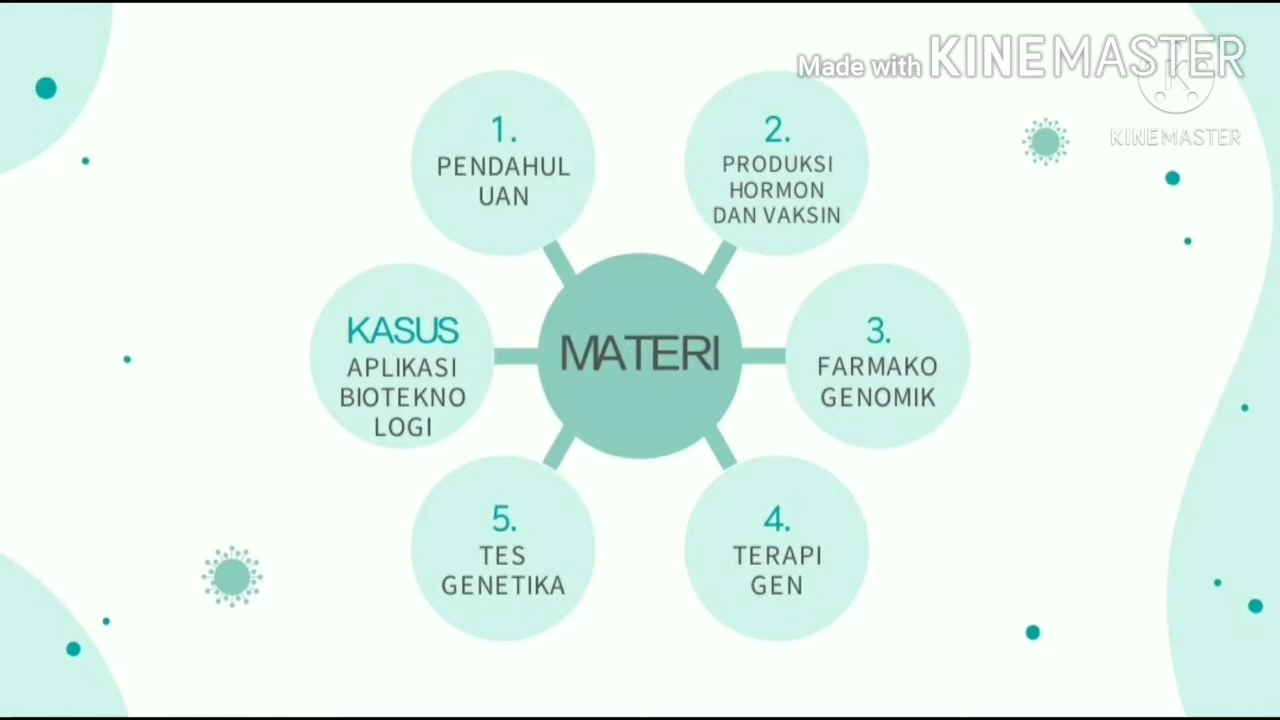 Made with KINEMASTER
KINEMASTER
1.
PENDAHUL
UAN
2.
PRODUKSI
HORMON
DAN VAKSIN
KASUS
APLIKASI
BIOTEKNO
LOGI
MATERI
3.
FARMAKO
GENOMIK
5.
TES
GENETIKA
4.
TERAPI
GEN